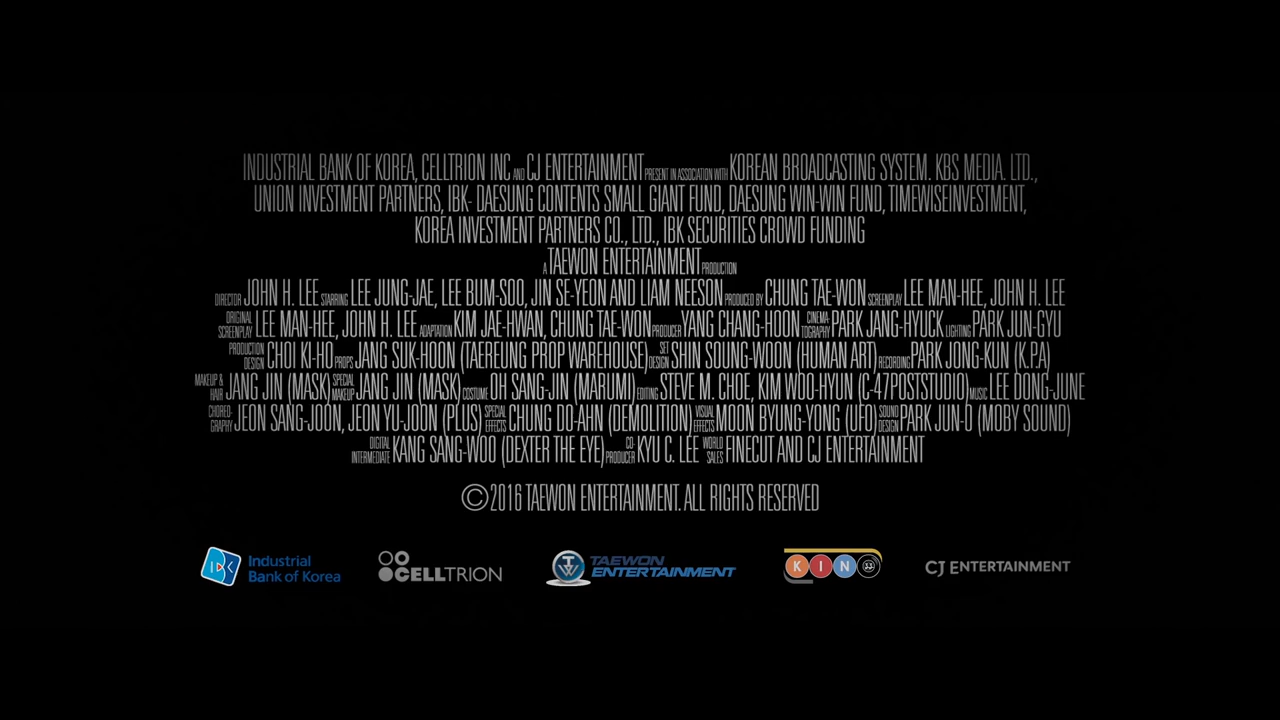 INDUSTRIAL BANK OF KOREA, CELLTRION INC AND CJ ENTERTAINMENT PRESENT IN ASSOCIATION WITH KOREAN BROADCASTING SYSTEM. KBS MEDIA. LTD.,
UNION INVESTMENT PARTNERS, IBK- DAESUNG CONTENTS SMALL GIANT FUND, DAESUNG WIN-WIN FUND, TIMEWISEINVESTMENT,
KOREA INVESTMENT PARTNERS CO., LTD., IBK SECURITIES CROWD FUNDING
A TAEWON ENTERTAINMENT PRODUCTION
DIRECTOR JOHN H. LEE STARRING LEE JUNG-JAE, LEE BUM-SOO, JIN SE-YEON AND LIAM NEESON PRODUCED BY CHUNG TAE-WON SCREENPLAY LEE MAN-HEE, JOHN H. LEE
ORIGINAL SCREENPLAY LEE MAN-HEE, JOHN H. LEE ADAPTATION KIM JAE-HWAN, CHUNG TAE-WON PRODUCER YANG CHANG-HOON CINEMA-TOGRAPHY PARK JANG-HYUCK LIGHTING PARK JUN-GYU
PRODUCTION DESIGN CHOI KI-HO PROPS JANG SUK-HOON (TAEREUNG PROP WAREHOUSE) SET DESIGN SHIN SOUNG-WOON (HUMAN ART) RECORDING PARK JONG-KUN (K.P.A)
MAKEUP & HAIR JANG JIN (MASK) SPECIAL MAKEUP JANG JIN (MASK) COSTUME OH SANG-JIN (MARUMI) EDITING STEVE M. CHOE, KIM WOO-HYUN (C-47POSTSTUDIO) MUSIC LEE DONG-JUNE
CHORED-GRAPHY JEON SANG-JOON, JEON YU-JOON (PLUS) SPECIAL EFFECTS CHUNG DO-AHN (DEMOLITION) VISUAL EFFECTS MOON BYUNG-YONG (UFO) SOUND DESIGN PARK JUN-O (MOBY SOUND)
DIGITAL INTERMEDIATE KANG SANG-WOO (DEXTER THE EYE) CO-PRODUCER KYU C. LEE WORLD SALES FINECUT AND CJ ENTERTAINMENT
©2016 TAEWON ENTERTAINMENT. ALL RIGHTS RESERVED
IBK Industrial Bank of Korea
CELLTRION
TW TAEWON ENTERTAINMENT
KINO 33
CJ ENTERTAINMENT